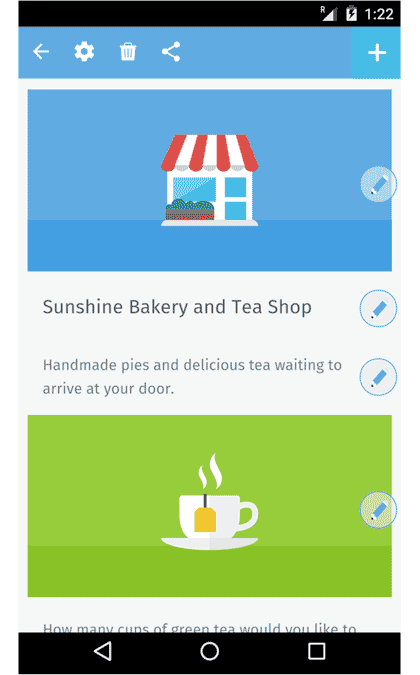 R
1:22
Sunshine Bakery and Tea Shop
Handmade pies and delicious tea waiting to
arrive at your door.
How many cups of green tea would you like to